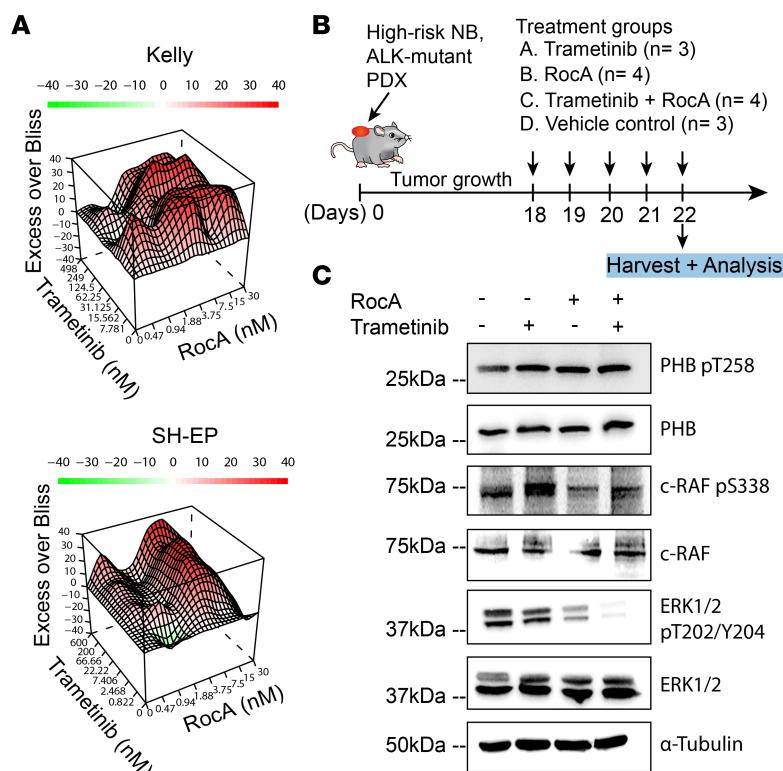 A
Kelly
−40 −20 0 20 40
Excess over Bliss
40
30
20
10
0
−10
−20
−30
−40
Trametinib (nM)
498
249
124.5
62.25
31.125
15.562
7.781
0
RocA (nM)
0 0.47 0.94 1.88 3.75 7.5 15 30
SH-EP
−40 −30 −20 −10 0 10 20 30 40
Excess over Bliss
40
30
20
10
0
−10
−20
−30
−40
Trametinib (nM)
600
200
66.66
22.22
7.406
2.468
0.822
0
RocA (nM)
0 0.47 0.94 1.88 3.75 7.5 15 30
B
High-risk NB,
ALK-mutant
PDX
Treatment groups
A. Trametinib (n= 3)
B. RocA (n= 4)
C. Trametinib + RocA (n= 4)
D. Vehicle control (n= 3)
Tumor growth
(Days) 0 18 19 20 21 22
Harvest + Analysis
C
RocA - - + +
Trametinib - + - +
25kDa -- PHB pT258
25kDa -- PHB
75kDa -- c-RAF pS338
75kDa -- c-RAF
ERK1/2
37kDa -- pT202/Y204
37kDa -- ERK1/2
50kDa -- α-Tubulin